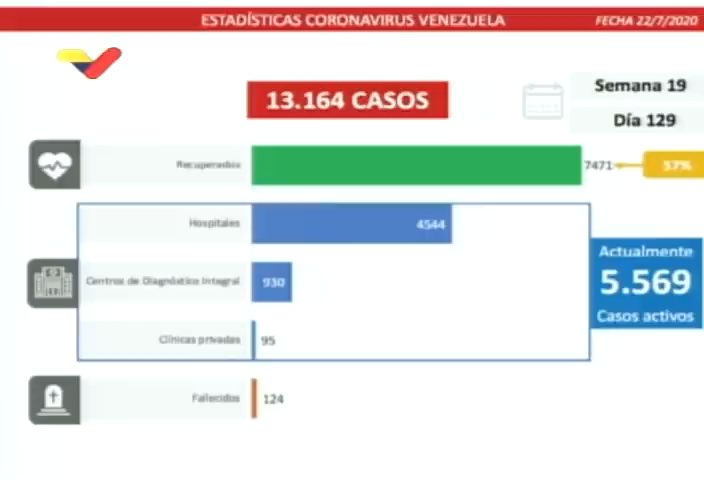 ESTADÍSTICAS CORONAVIRUS VENEZUELA
FECHA 22/7/2020
13.164 CASOS
Semana 19
Día 129
Recuperados
7471
57%
Hospitales
4544
Centros de Diagnóstico Integral
930
Clínicas privadas
95
Actualmente
5.569
Casos activos
Fallecidos
124